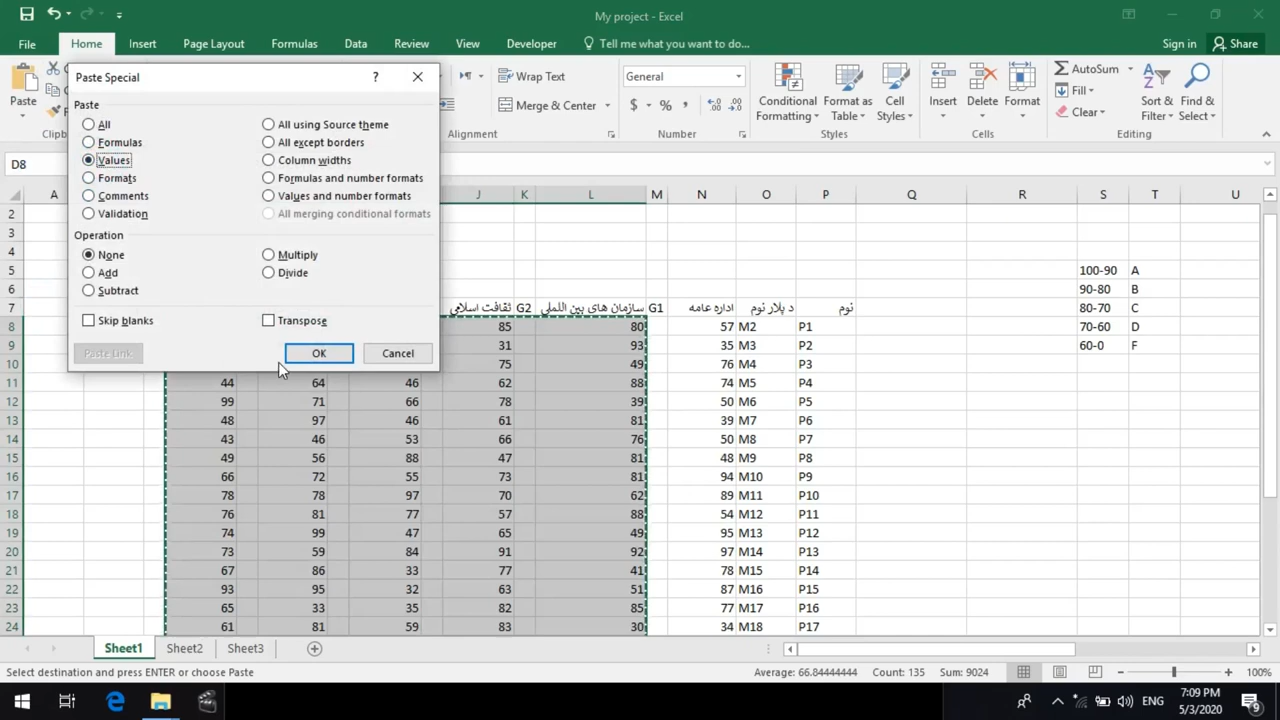 My project - Excel
File Home Insert Page Layout Formulas Data Review View Developer Tell me what you want to do... Sign in Share
Paste Special ?
Paste
All All using Source theme
Formulas All except borders
Values Column widths
Formats Formulas and number formats
Comments Values and number formats
Validation All merging conditional formats
Operation
None Multiply
Add Divide
Subtract
Skip blanks Transpose
Paste Link OK Cancel
Paste
Wrap Text
Merge & Center
Alignment
General
$ % ,
Number
Conditional Formatting
Format as Table
Cell Styles
Styles
Insert Delete Format
Cells
AutoSum
Fill
Clear
Sort & Filter
Find & Select
Editing
D8
A J K L M N O P Q R S T U
2
3
4
5 100-90 A
6 90-80 B
7 ثقافت اسلامی G2 سازمان های بین اللملی G1 اداره عامه د پلار نوم نوم 80-70 C
8 85 80 57 M2 P1 70-60 D
9 31 93 35 M3 P2 60-0 F
10 75 49 76 M4 P3
11 44 64 46 62 88 74 M5 P4
12 99 71 66 78 39 50 M6 P5
13 48 97 46 61 81 39 M7 P6
14 43 46 53 66 76 50 M8 P7
15 49 56 88 47 81 48 M9 P8
16 66 72 55 73 81 94 M10 P9
17 78 78 97 70 62 89 M11 P10
18 76 81 77 57 88 54 M12 P11
19 74 99 47 65 49 95 M13 P12
20 73 59 84 91 92 97 M14 P13
21 67 86 33 77 41 78 M15 P14
22 93 95 32 63 51 87 M16 P15
23 65 33 35 82 85 77 M17 P16
24 61 81 59 83 30 34 M18 P17
Sheet1 Sheet2 Sheet3
Select destination and press ENTER or choose Paste Average: 66.84444444 Count: 135 Sum: 9024 100%
ENG 7:09 PM
5/3/2020
9